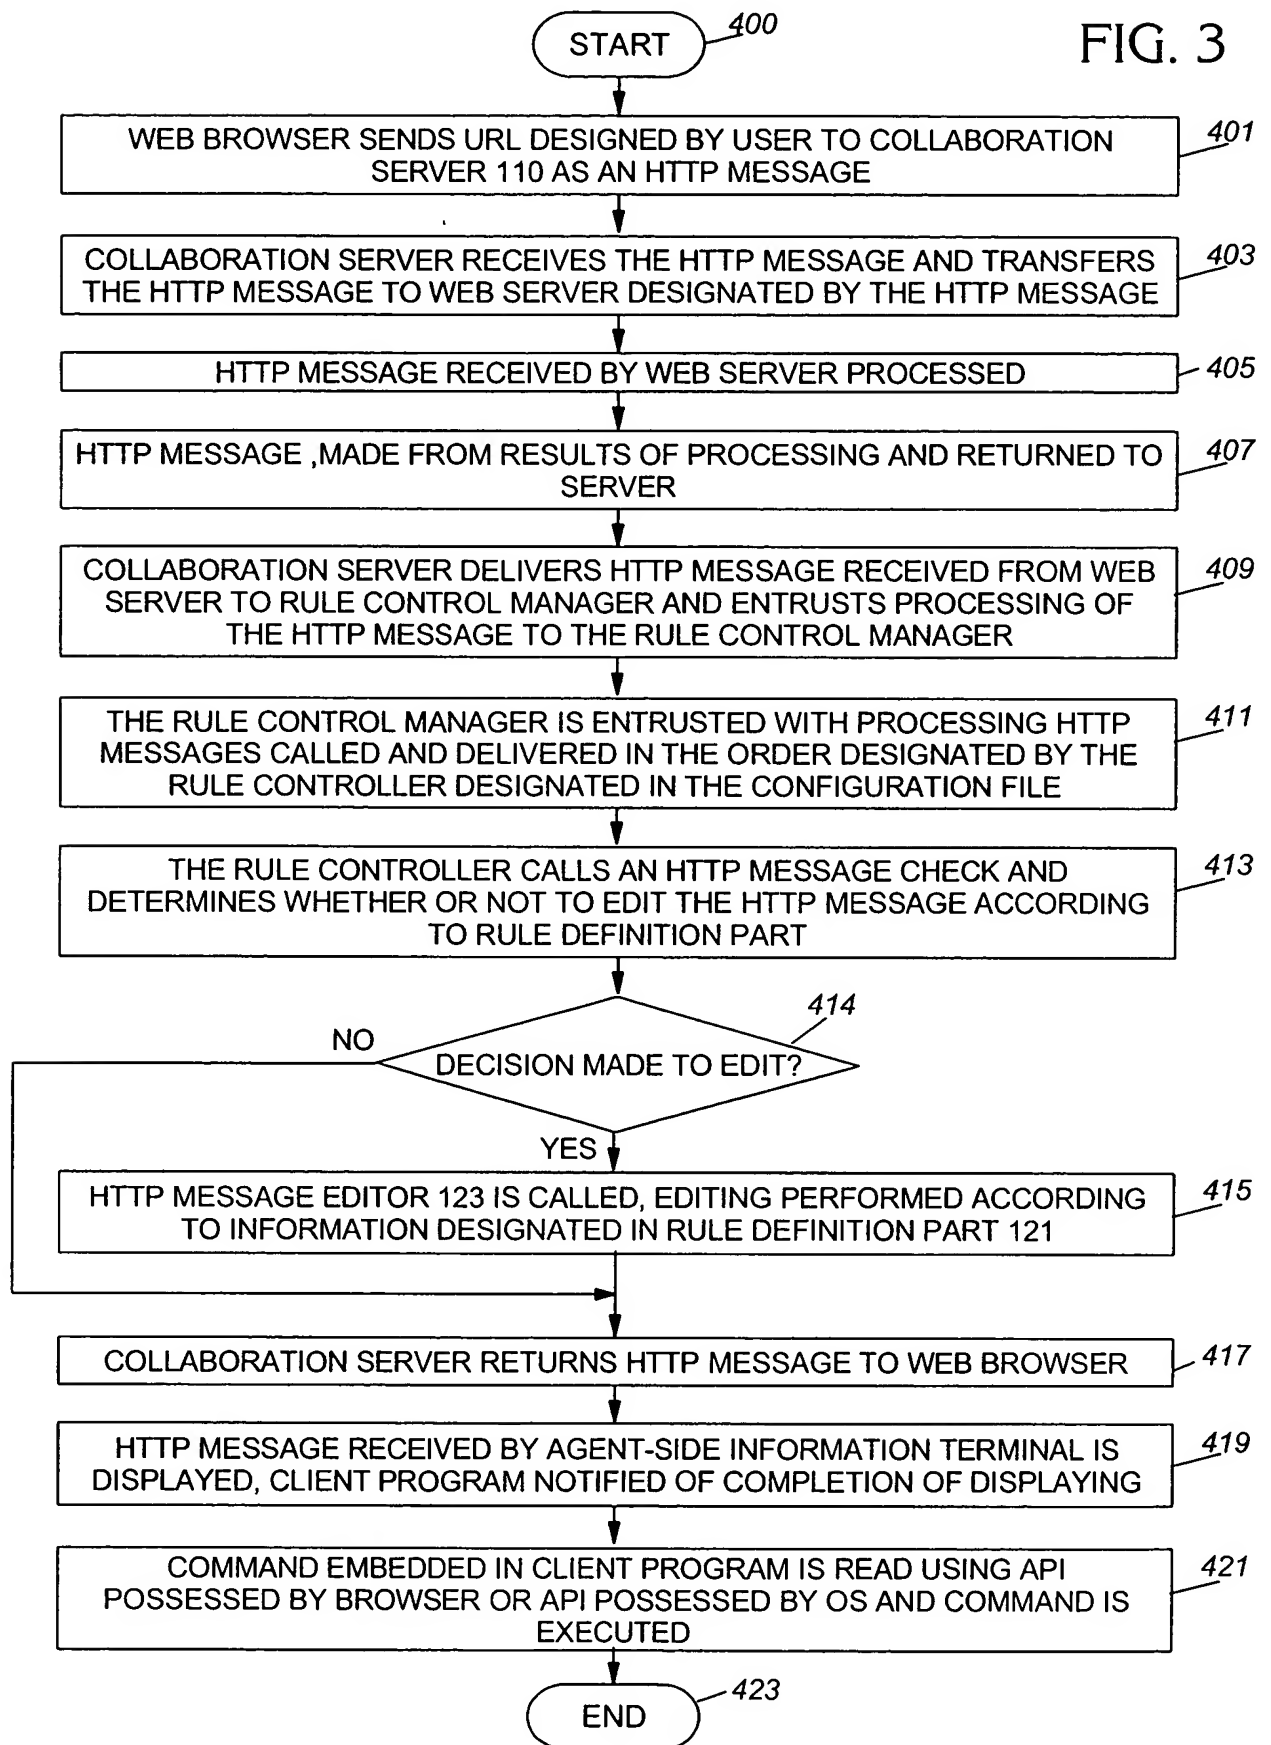 START
400
FIG. 3
WEB BROWSER SENDS URL DESIGNED BY USER TO COLLABORATION
SERVER 110 AS AN HTTP MESSAGE
401
COLLABORATION SERVER RECEIVES THE HTTP MESSAGE AND TRANSFERS
THE HTTP MESSAGE TO WEB SERVER DESIGNATED BY THE HTTP MESSAGE
403
HTTP MESSAGE RECEIVED BY WEB SERVER PROCESSED
405
HTTP MESSAGE ,MADE FROM RESULTS OF PROCESSING AND RETURNED TO
SERVER
407
COLLABORATION SERVER DELIVERS HTTP MESSAGE RECEIVED FROM WEB
SERVER TO RULE CONTROL MANAGER AND ENTRUSTS PROCESSING OF
THE HTTP MESSAGE TO THE RULE CONTROL MANAGER
409
THE RULE CONTROL MANAGER IS ENTRUSTED WITH PROCESSING HTTP
MESSAGES CALLED AND DELIVERED IN THE ORDER DESIGNATED BY THE
RULE CONTROLLER DESIGNATED IN THE CONFIGURATION FILE
411
THE RULE CONTROLLER CALLS AN HTTP MESSAGE CHECK AND
DETERMINES WHETHER OR NOT TO EDIT THE HTTP MESSAGE ACCORDING
TO RULE DEFINITION PART
413
414
NO
DECISION MADE TO EDIT?
YES
HTTP MESSAGE EDITOR 123 IS CALLED, EDITING PERFORMED ACCORDING
TO INFORMATION DESIGNATED IN RULE DEFINITION PART 121
415
COLLABORATION SERVER RETURNS HTTP MESSAGE TO WEB BROWSER
417
HTTP MESSAGE RECEIVED BY AGENT-SIDE INFORMATION TERMINAL IS
DISPLAYED, CLIENT PROGRAM NOTIFIED OF COMPLETION OF DISPLAYING
419
COMMAND EMBEDDED IN CLIENT PROGRAM IS READ USING API
POSSESSED BY BROWSER OR API POSSESSED BY OS AND COMMAND IS
EXECUTED
421
END
423